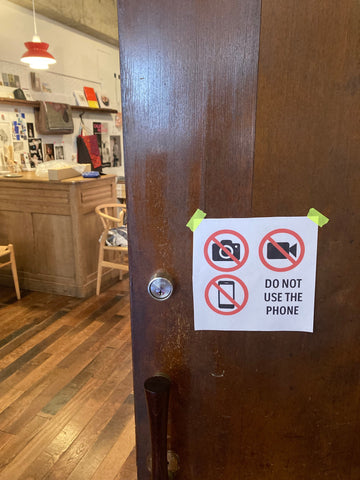 DO NOT
USE THE
PHONE